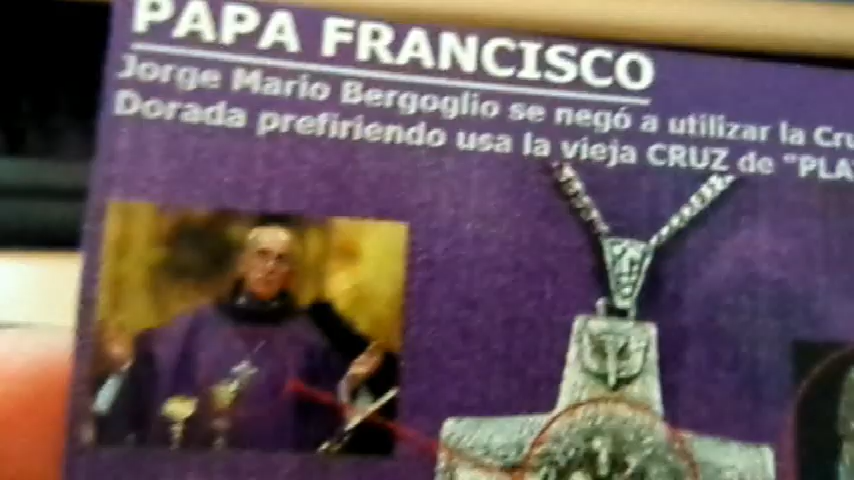 PAPA FRANCISCO
Jorge Mario Bergoglio se negó a utilizar la Cru
Dorada prefiriendo usa la vieja CRUZ de "PLA